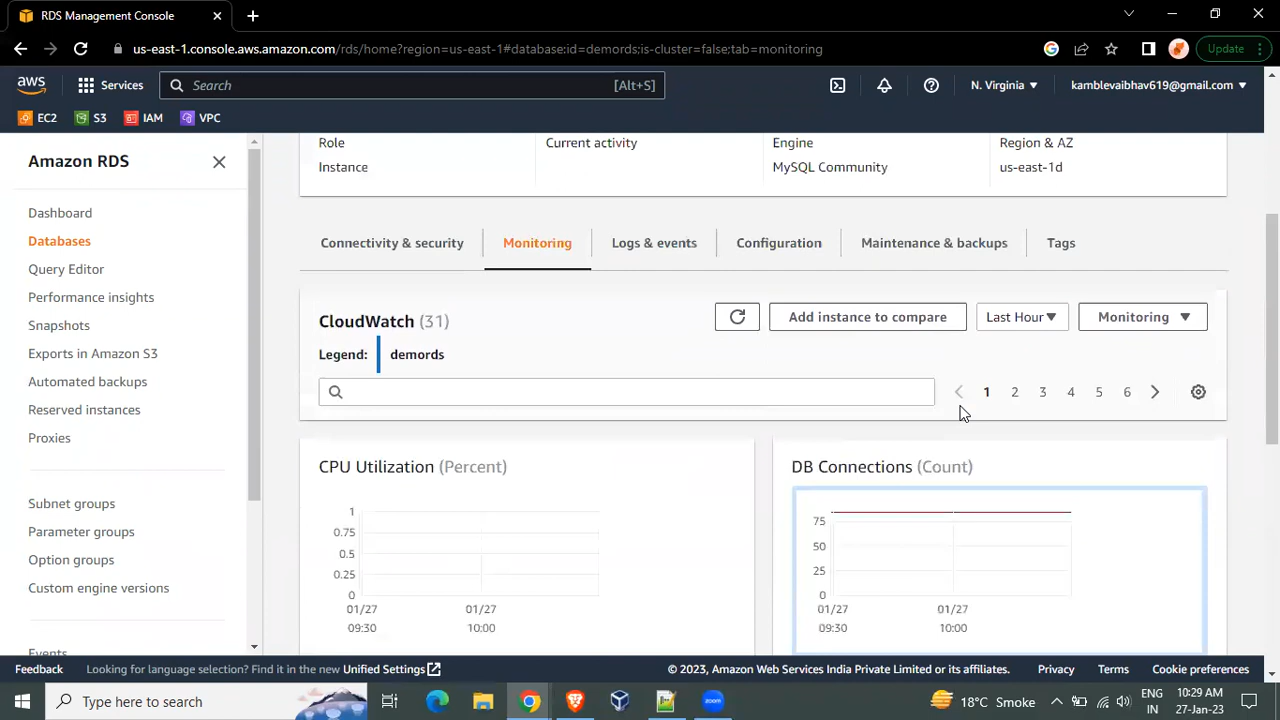 RDS Management Console
us-east-1.console.aws.amazon.com/rds/home?region=us-east-1#database:id=demords;is-cluster=false;tab=monitoring
Update
aws
Services
Search
[Alt+S]
N. Virginia
kamblevaibhav619@gmail.com
EC2
S3
IAM
VPC
Amazon RDS
Dashboard
Databases
Query Editor
Performance insights
Snapshots
Exports in Amazon S3
Automated backups
Reserved instances
Proxies
Subnet groups
Parameter groups
Option groups
Custom engine versions
Events
Role
Current activity
Engine
Region & AZ
Instance
MySQL Community
us-east-1d
Connectivity & security
Monitoring
Logs & events
Configuration
Maintenance & backups
Tags
CloudWatch (31)
Add instance to compare
Last Hour
Monitoring
Legend:
demords
1 2 3 4 5 6
CPU Utilization (Percent)
1
0.75
0.5
0.25
0
01/27
09:30
01/27
10:00
DB Connections (Count)
75
50
25
0
01/27
09:30
01/27
10:00
Feedback
Looking for language selection? Find it in the new Unified Settings
© 2023, Amazon Web Services India Private Limited or its affiliates.
Privacy
Terms
Cookie preferences
Type here to search
zoom
18°C Smoke
ENG
IN
10:29 AM
27-Jan-23